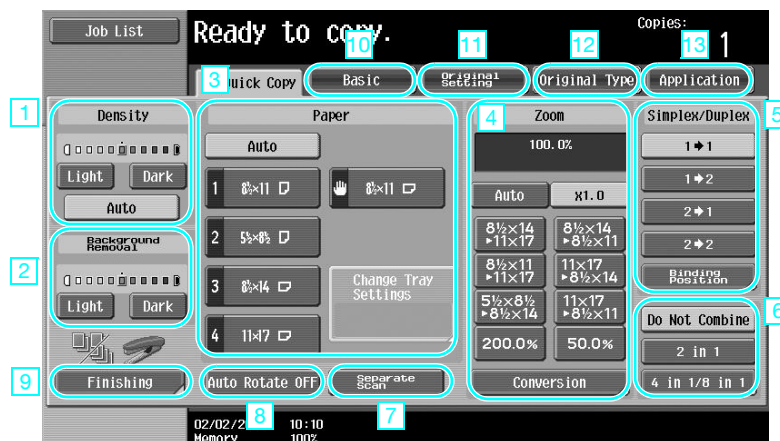 Job List
Ready to copy.
Copies:
1
10
11
12
13
3
Quick Copy
Basic
Original
Setting
Original Type
Application
1
Density
Light
Dark
Auto
2
Background
Removal
Light
Dark
9
Finishing
Paper
Auto
1 8½×11
8½×11
2 5½×8½
3 8½×14
4 11×17
Change Tray
Settings
8
Auto Rotate OFF
7
Separate
Scan
4
Zoom
100.0%
Auto
x1.0
8½×14
▸11×17
8½×14
▸8½×11
8½×11
▸11×17
11×17
▸8½×14
5½×8½
▸8½×14
11×17
▸8½×11
200.0%
50.0%
Conversion
5
Simplex/Duplex
1➜1
1➜2
2➜1
2➜2
Binding
Position
6
Do Not Combine
2 in 1
4 in 1/8 in 1
10:10
Memory 100%